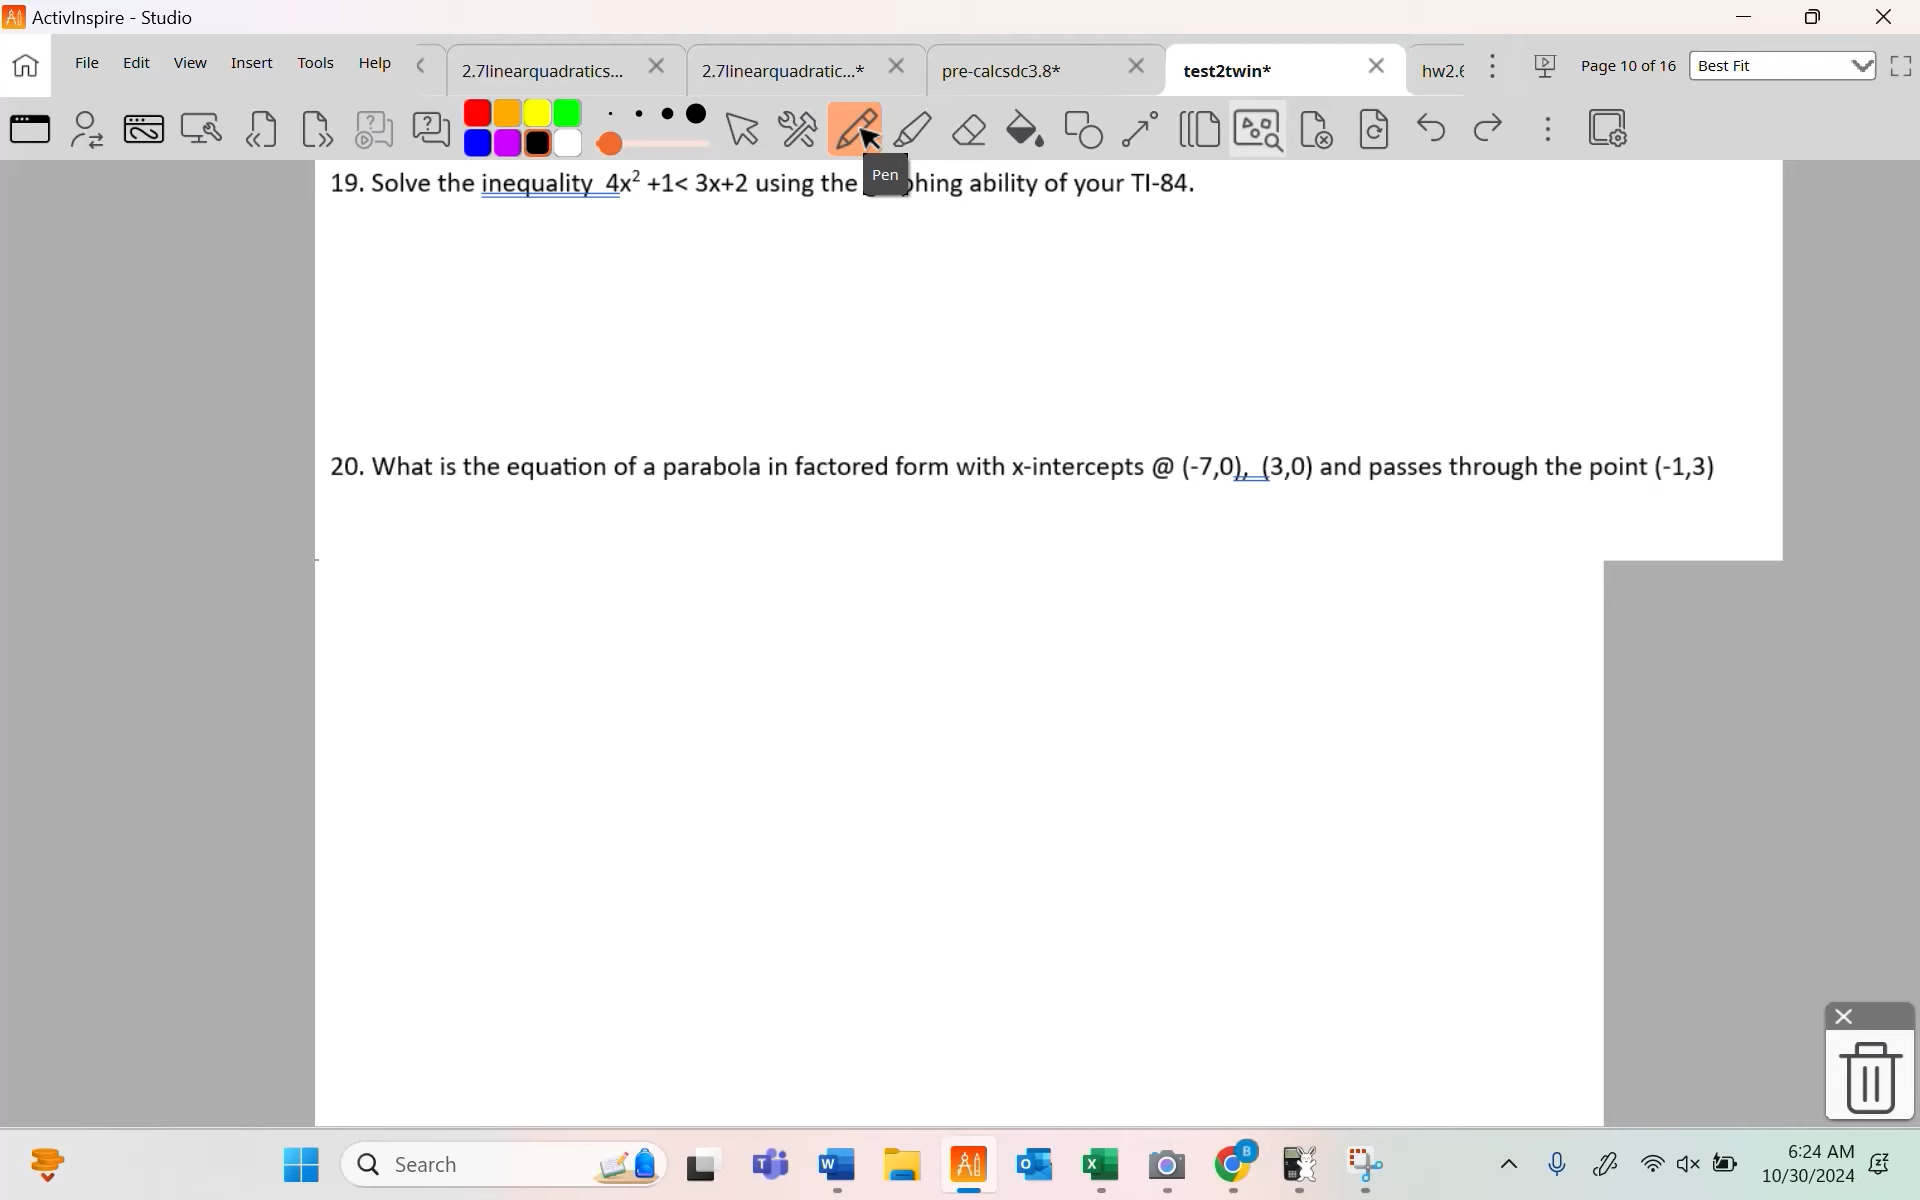 ActivInspire - Studio
File Edit View Insert Tools Help
2.7linearquadratics... 2.7linearquadratic...* pre-calcsdc3.8* test2twin* hw2.6
Page 10 of 16 Best Fit
Pen
19. Solve the inequality 4x² +1< 3x+2 using the phing ability of your TI-84.
20. What is the equation of a parabola in factored form with x-intercepts @ (-7,0), (3,0) and passes through the point (-1,3)
Search
6:24 AM
10/30/2024